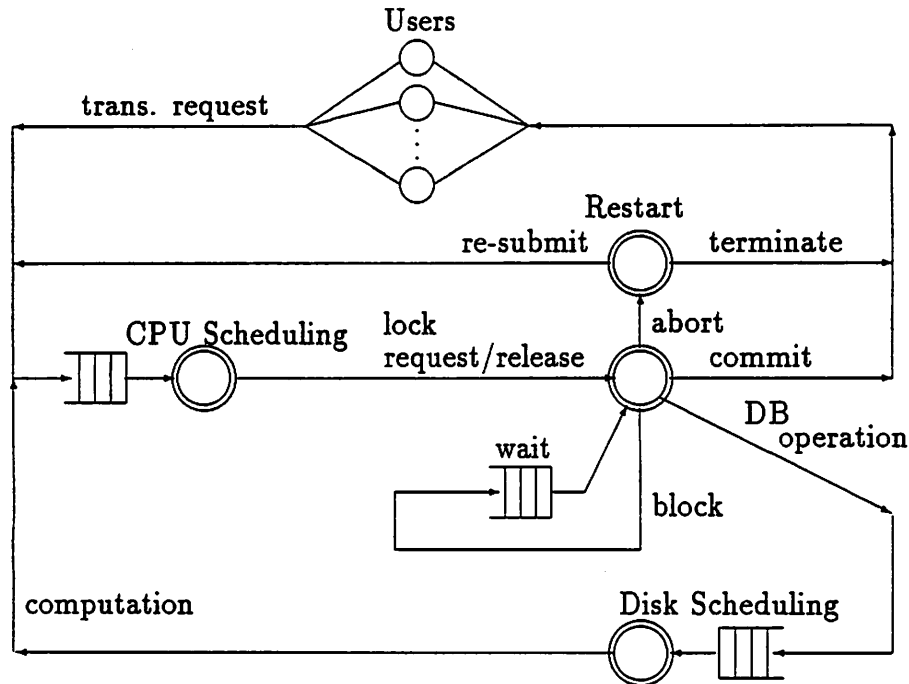 Users
trans. request
Restart
re-submit
terminate
CPU Scheduling
lock
request/release
abort
commit
DB
operation
wait
block
computation
Disk Scheduling